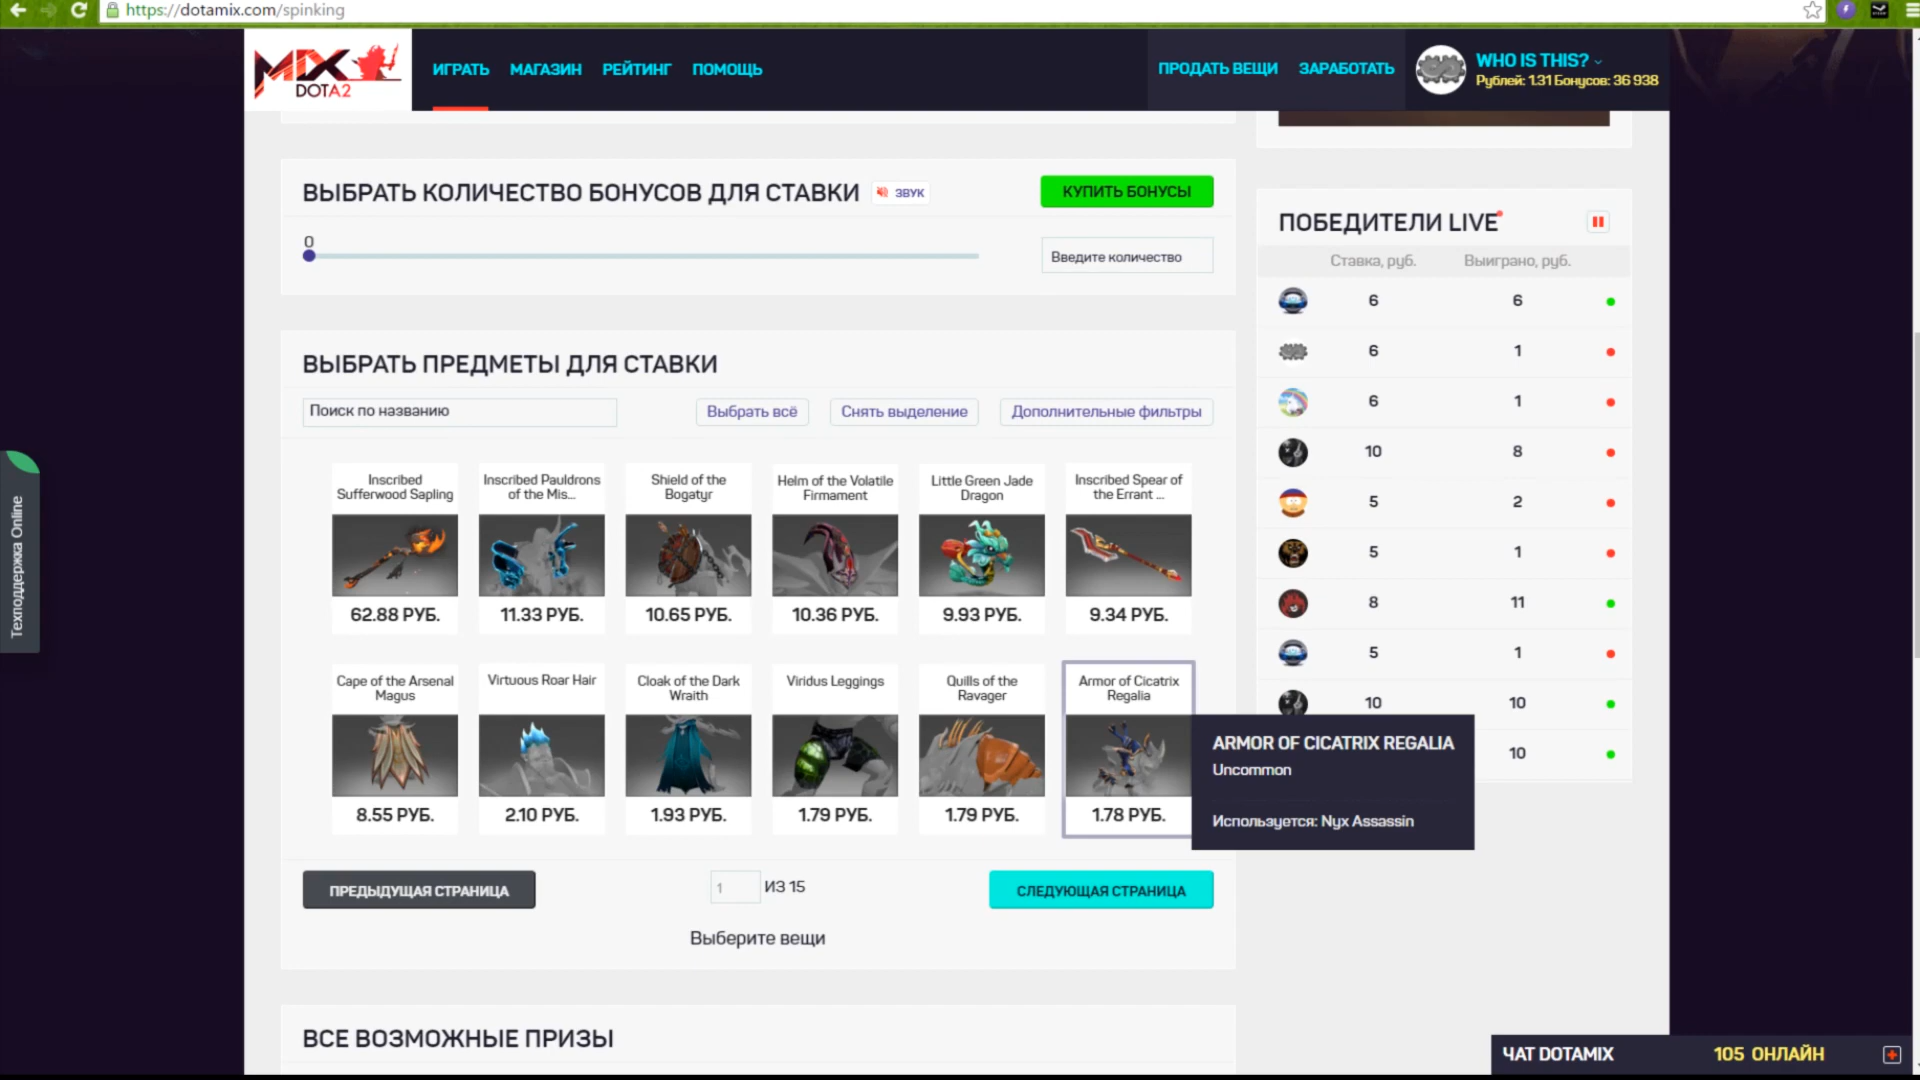 https://dotamix.com/spinking
MIX
DOTA2
ИГРАТЬ
МАГАЗИН
РЕЙТИНГ
ПОМОЩЬ
ПРОДАТЬ ВЕЩИ
ЗАРАБОТАТЬ
WHO IS THIS?
Рублей: 1.31 Бонусов: 36 938
ВЫБРАТЬ КОЛИЧЕСТВО БОНУСОВ ДЛЯ СТАВКИ
ЗВУК
КУПИТЬ БОНУСЫ
0
Введите количество
ВЫБРАТЬ ПРЕДМЕТЫ ДЛЯ СТАВКИ
Поиск по названию
Выбрать всё
Снять выделение
Дополнительные фильтры
Inscribed
Sufferwood Sapling
62.88 РУБ.
Inscribed Pauldrons
of the Mis...
11.33 РУБ.
Shield of the
Bogatyr
10.65 РУБ.
Helm of the Volatile
Firmament
10.36 РУБ.
Little Green Jade
Dragon
9.93 РУБ.
Inscribed Spear of
the Errant ...
9.34 РУБ.
Cape of the Arsenal
Magus
8.55 РУБ.
Virtuous Roar Hair
2.10 РУБ.
Cloak of the Dark
Wraith
1.93 РУБ.
Viridus Leggings
1.79 РУБ.
Quills of the
Ravager
1.79 РУБ.
Armor of Cicatrix
Regalia
1.78 РУБ.
ARMOR OF CICATRIX REGALIA
Uncommon
Используется: Nyx Assassin
ПРЕДЫДУЩАЯ СТРАНИЦА
1 ИЗ 15
СЛЕДУЮЩАЯ СТРАНИЦА
Выберите вещи
ВСЕ ВОЗМОЖНЫЕ ПРИЗЫ
ПОБЕДИТЕЛИ LIVE
Ставка, руб. Выиграно, руб.
6 6
6 1
6 1
10 8
5 2
5 1
8 11
5 1
10 10
10
Техподдержка Online
ЧАТ DOTAMIX
105 ОНЛАЙН